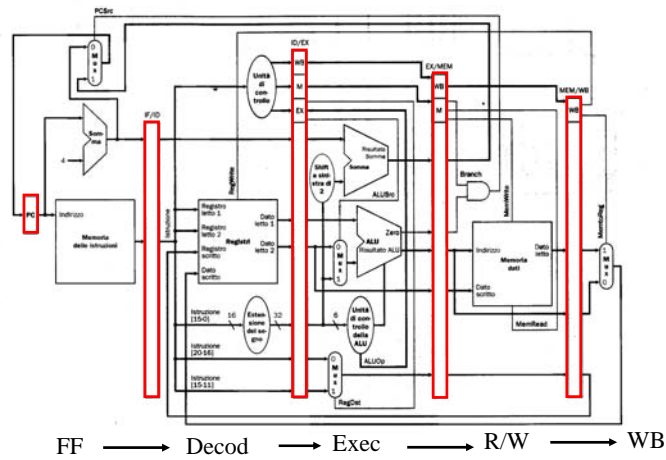 PCSrc
0
Mux
1
ID/EX
WB
M
EX
EX/MEM
WB
M
MEM/WB
WB
Unità di controllo
IF/ID
Somma
4
RegWrite
Shift a sinistra di 2
Risultato
Somma
Somma
Branch
ALUSrc
MemWrite
PC
Indirizzo
Memoria delle istruzioni
Istruzione
Registro letto 1
Registro letto 2
Registro scritto
Dato scritto
Registri
Dato letto 1
Dato letto 2
0
Mux
1
Zero
ALU
Risultato ALU
Indirizzo
Dato letto
Memoria dati
Dato scritto
MemtoReg
1
Mux
0
Istruzione
[15-0]
16
Estensione del segno
32
6
Unità di controllo della ALU
MemRead
Istruzione
[20-16]
ALUOp
Istruzione
[15-11]
0
Mux
1
RegDst
FF Decod Exec R/W WB